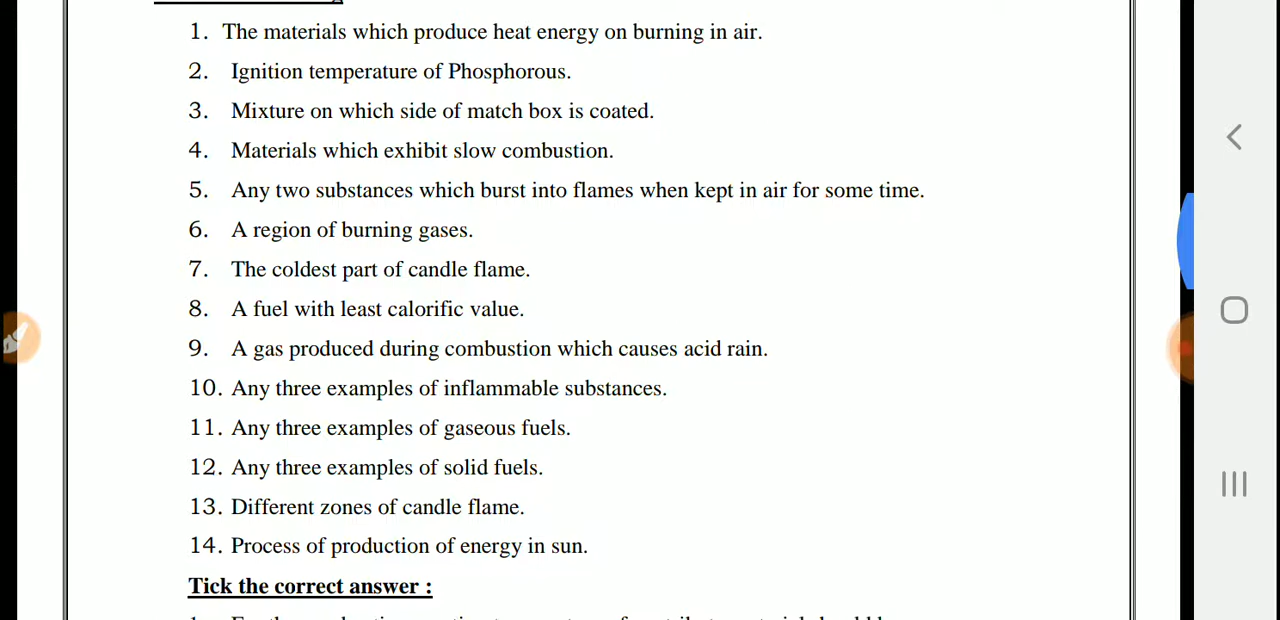 1. The materials which produce heat energy on burning in air.
2. Ignition temperature of Phosphorous.
3. Mixture on which side of match box is coated.
4. Materials which exhibit slow combustion.
5. Any two substances which burst into flames when kept in air for some time.
6. A region of burning gases.
7. The coldest part of candle flame.
8. A fuel with least calorific value.
9. A gas produced during combustion which causes acid rain.
10. Any three examples of inflammable substances.
11. Any three examples of gaseous fuels.
12. Any three examples of solid fuels.
13. Different zones of candle flame.
14. Process of production of energy in sun.
Tick the correct answer :